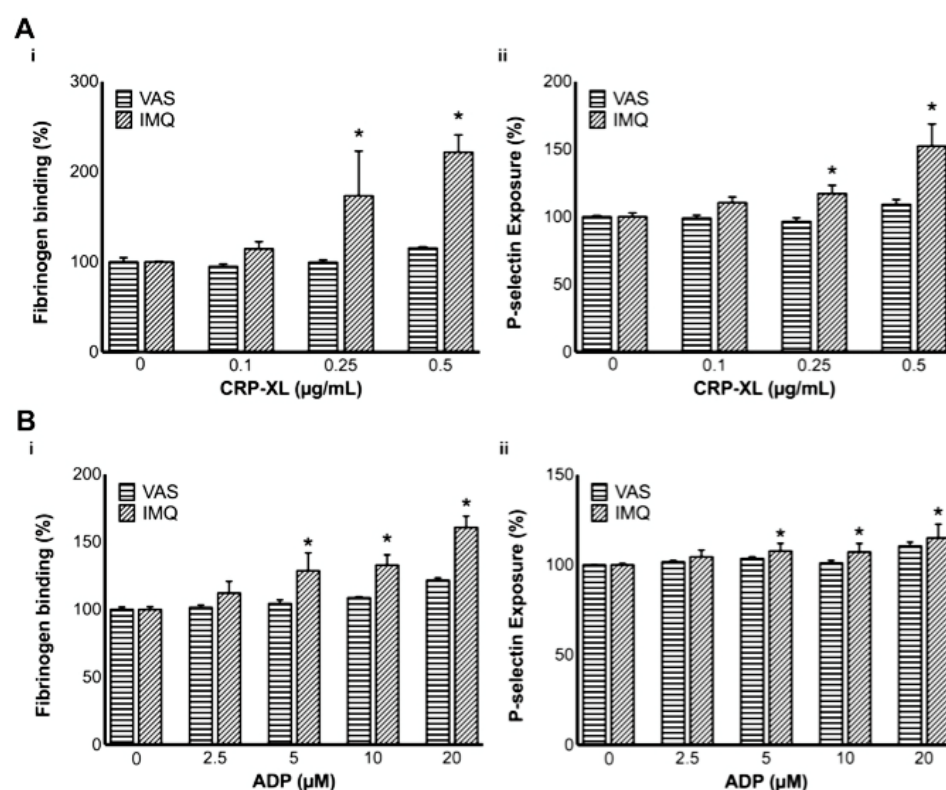 A
i
300
200
100
0
Fibrinogen binding (%)
VAS
IMQ
*
*
0 0.1 0.25 0.5
CRP-XL (µg/mL)
ii
200
150
100
50
0
P-selectin Exposure (%)
VAS
IMQ
*
*
0 0.1 0.25 0.5
CRP-XL (µg/mL)
B
i
200
150
100
50
0
Fibrinogen binding (%)
VAS
IMQ
*
*
*
0 2.5 5 10 20
ADP (µM)
ii
150
100
50
0
P-selectin Exposure (%)
VAS
IMQ
*
*
*
0 2.5 5 10 20
ADP (µM)